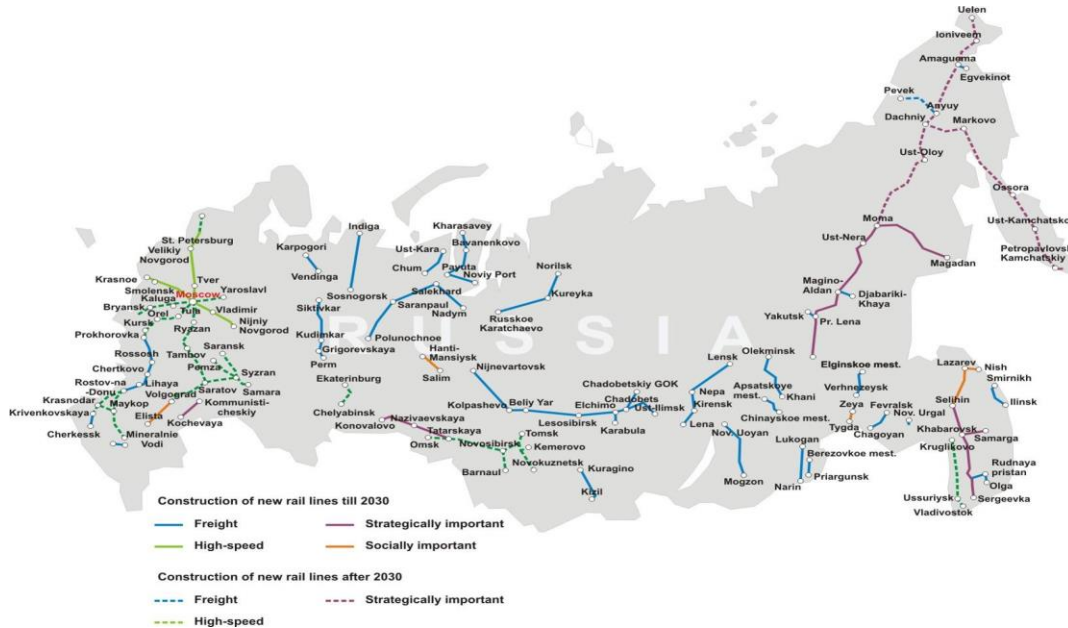 Uelen
Ioniveem
Amaguema
Egvekinot
Pevek
Anyuy
Dachniy
Markovo
Ust-Oloy
Ossora
Ust-Kamchatsko
Petropavlovsk
Kamchatskiy
Moma
Ust-Nera
Magadan
Magino-
Aldan
Djabariki-
Khaya
Yakutsk
Pr. Lena
St. Petersburg
Velikiy
Novgorod
Krasnoe
Tver
Smolensk
Moscow
Yaroslavl
Kaluga
Bryansk
Tula
Vladimir
Orel
Kursk
Ryazan
Nijniy
Novgorod
Prokhorovka
Saransk
Tambov
Rossosh
Penza
Syzran
Chertkovo
Samara
Rostov-na
-Donu
Lihaya
Saratov
Volgograd
Krasnodar
Maykop
Kommunisti-
cheskiy
Krivenkovskaya
Elista
Kochevaya
Cherkessk
Mineralnie
Vodi
Karpogori
Vendinga
Indiga
Sosnogorsk
Siktivkar
Kudimkar
Grigorevskaya
Perm
Ekaterinburg
Chelyabinsk
Kharasavey
Ust-Kara
Bavanenkovo
Chum
Payuta
Noviy Port
Salekhard
Saranpaul
Nadym
Polunochnoe
Norilsk
Kureyka
Russkoe
Karatchaevo
RUSSIA
Hanti-
Mansiysk
Salim
Nijnevartovsk
Kolpashevo
Beliy Yar
Chadobetskiy GOK
Elchimo
Chadobets
Ust-Ilimsk
Lesosibirsk
Karabula
Nazivaevskaya
Konovalovo
Tatarskaya
Omsk
Novosibirsk
Tomsk
Kemerovo
Barnaul
Novokuznetsk
Kuragino
Kizil
Lensk
Nepa
Kirensk
Lena
Nov. Uoyan
Mogzon
Olekminsk
Apsatskoye
mest.
Khani
Chinayskoe mest.
Lukogan
Berezovkoe mest.
Narin
Priargunsk
Elginskoe mest.
Verhnezeysk
Zeya
Tygda
Fevralsk
Chagoyan
Nov. Urgal
Lazarev
Nish
Smirnikh
Ilinsk
Selihin
Khabarovsk
Kruglikovo
Samarga
Rudnaya
pristan
Olga
Sergeevka
Ussuriysk
Vladivostok
Construction of new rail lines till 2030
Freight
Strategically important
High-speed
Socially important
Construction of new rail lines after 2030
Freight
Strategically important
High-speed